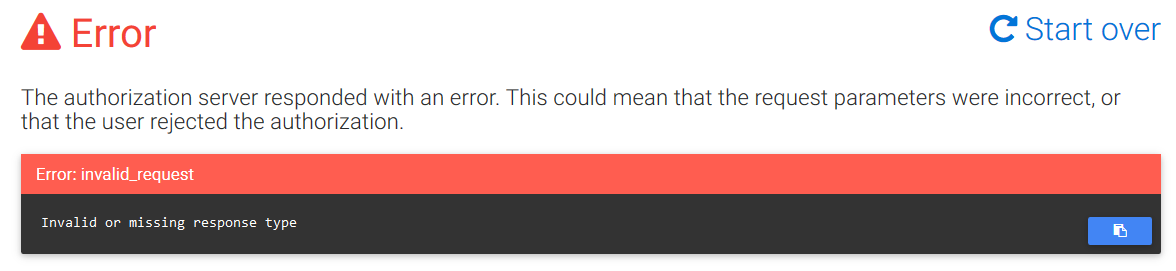 Error
Start over
The authorization server responded with an error. This could mean that the request parameters were incorrect, or
that the user rejected the authorization.
Error: invalid_request
Invalid or missing response type